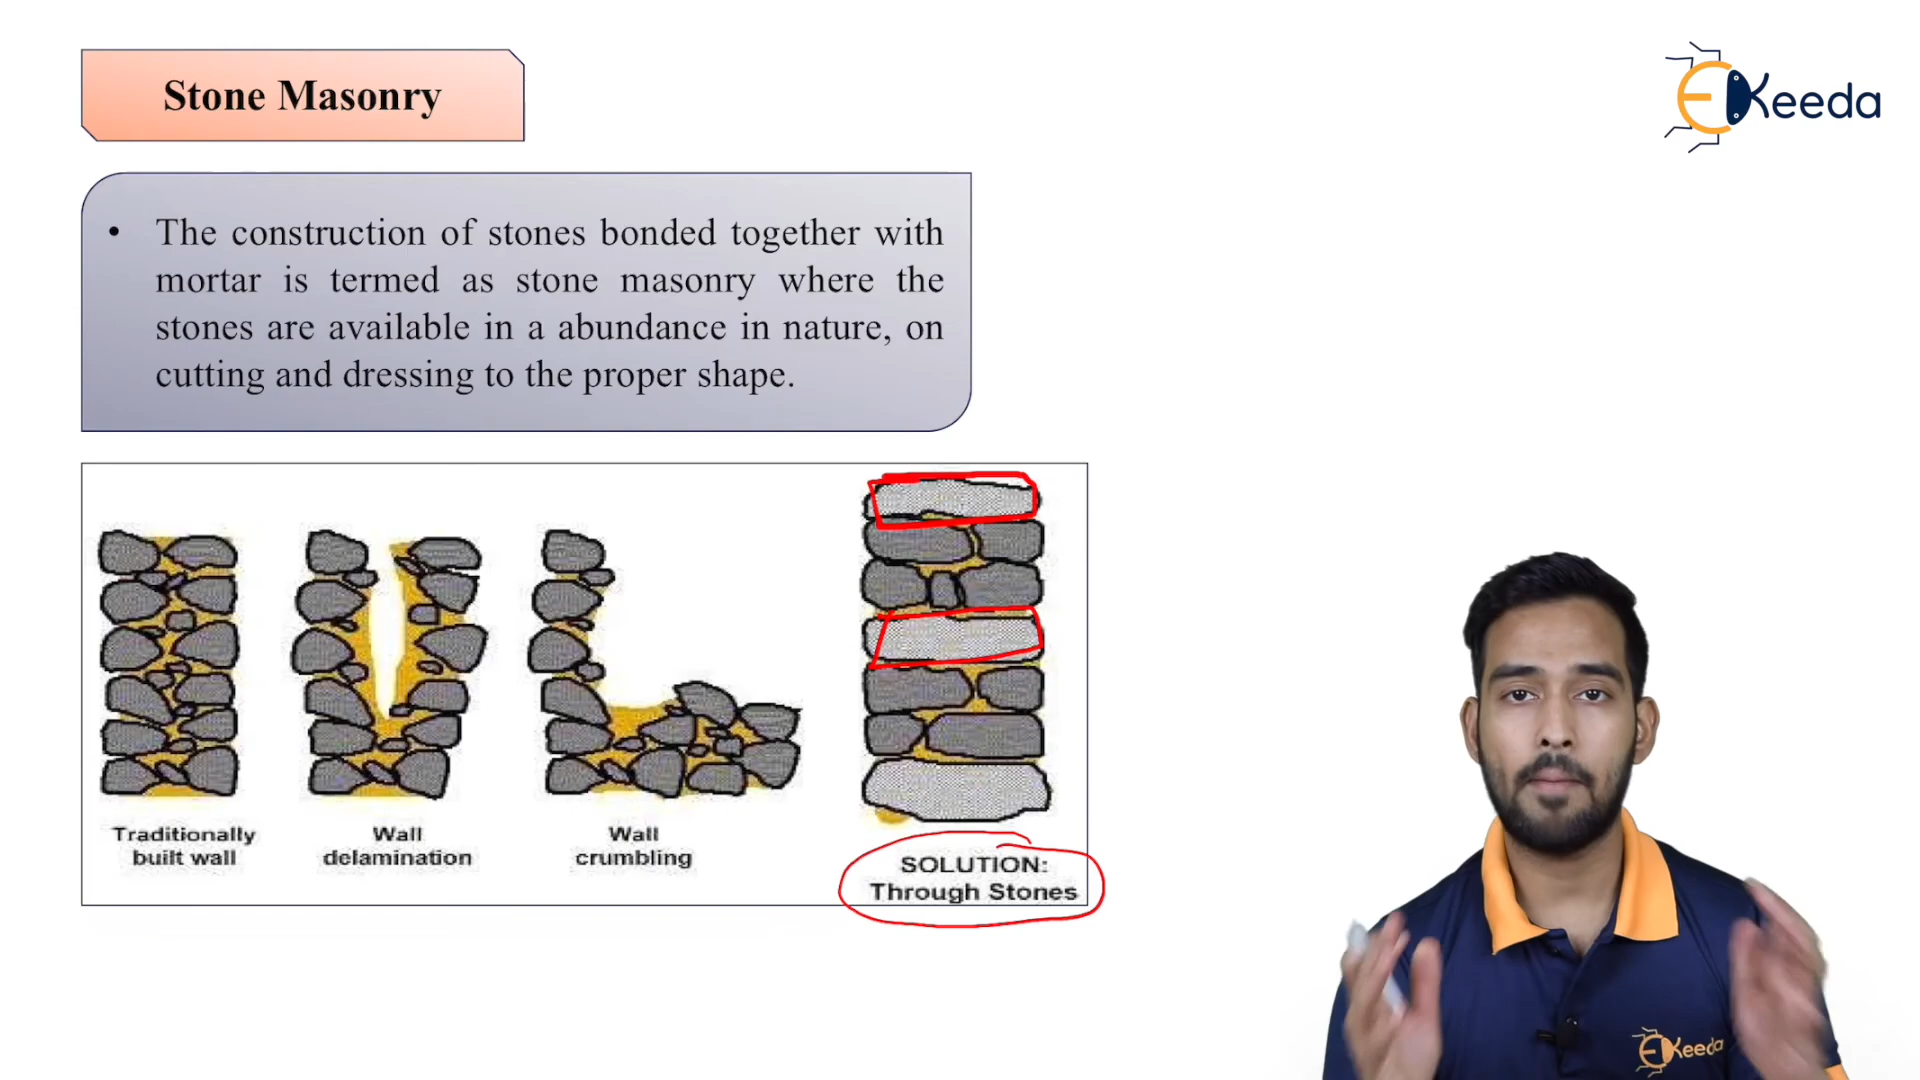 Stone Masonry
EKeeda
• The construction of stones bonded together with
mortar is termed as stone masonry where the
stones are available in a abundance in nature, on
cutting and dressing to the proper shape.
Traditionally
built wall
Wall
delamination
Wall
crumbling
SOLUTION:
Through Stones
EKeeda